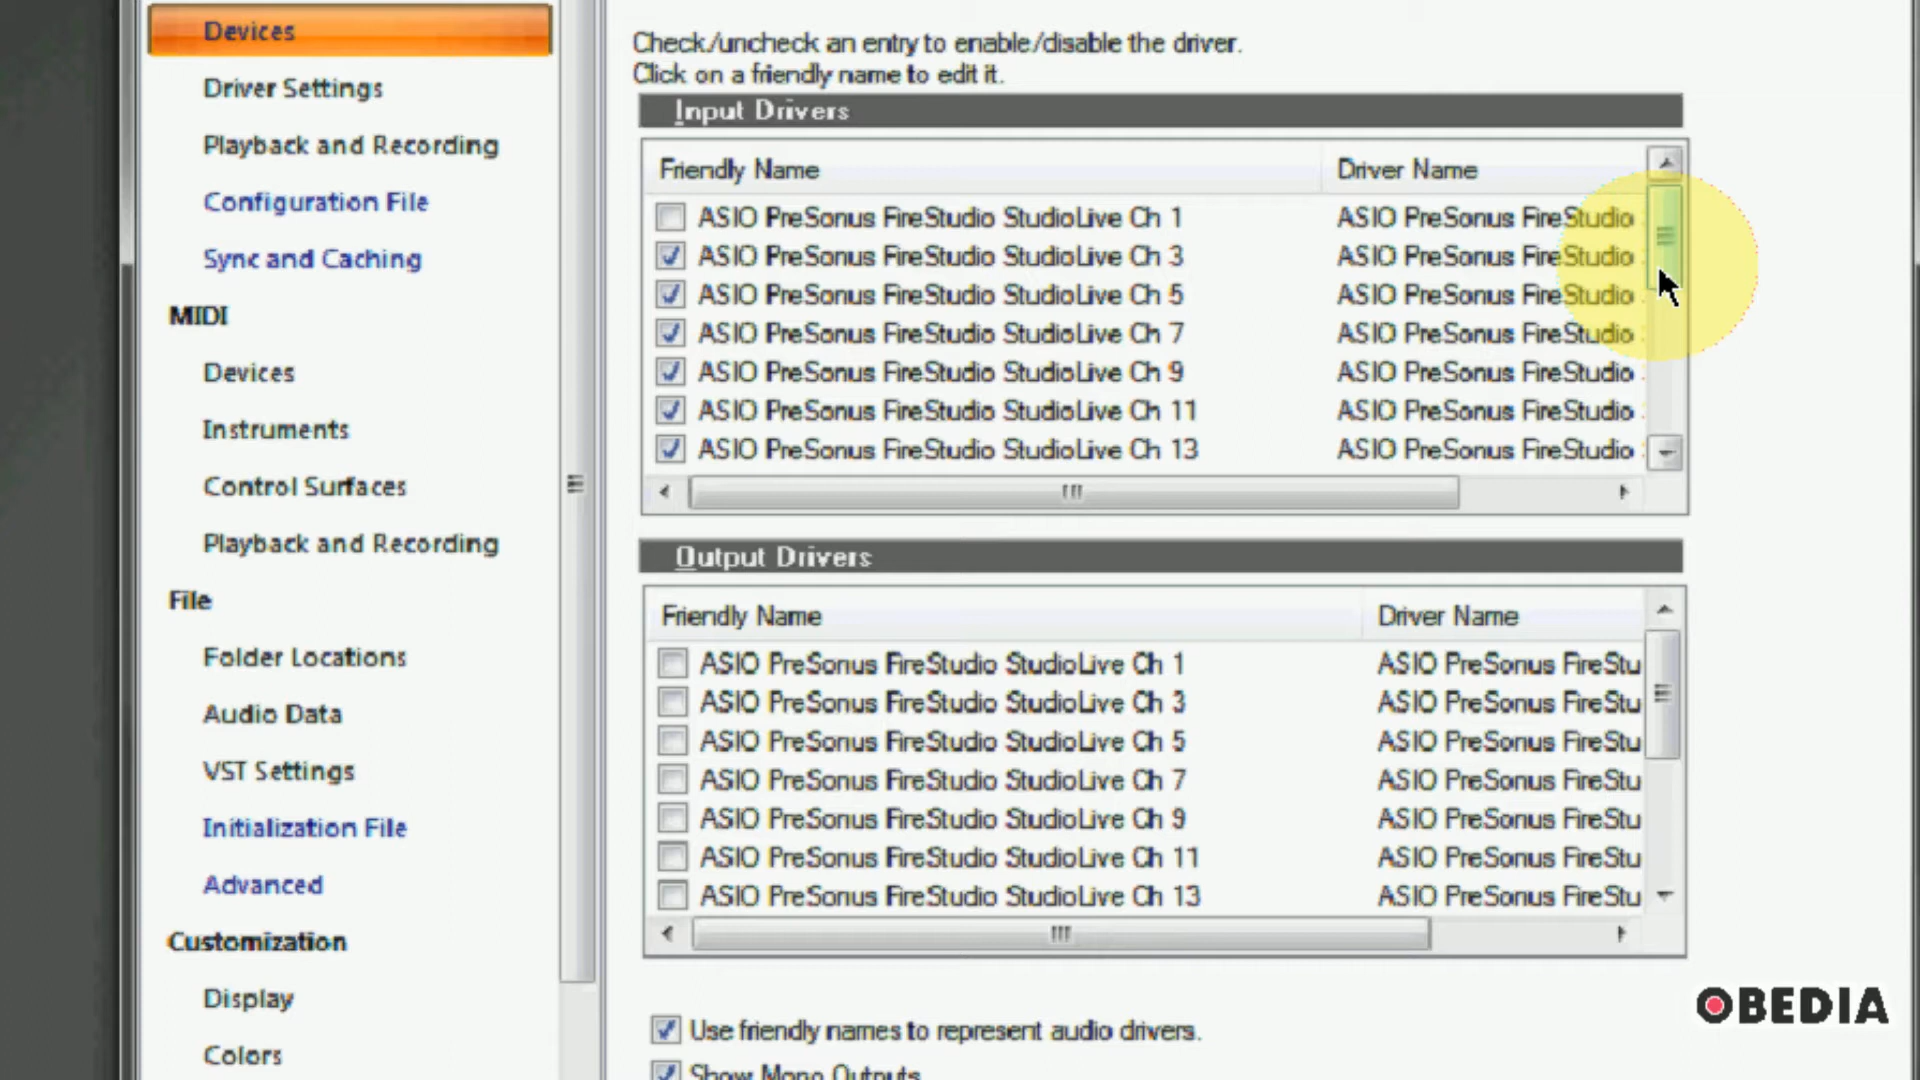 Devices
Driver Settings
Playback and Recording
Configuration File
Sync and Caching
MIDI
Devices
Instruments
Control Surfaces
Playback and Recording
File
Folder Locations
Audio Data
VST Settings
Initialization File
Advanced
Customization
Display
Colors
Check/uncheck an entry to enable/disable the driver.
Click on a friendly name to edit it.
Input Drivers
Friendly Name Driver Name
ASIO PreSonus FireStudio StudioLive Ch 1 ASIO PreSonus FireStudio
ASIO PreSonus FireStudio StudioLive Ch 3 ASIO PreSonus FireStudio
ASIO PreSonus FireStudio StudioLive Ch 5 ASIO PreSonus FireStudio
ASIO PreSonus FireStudio StudioLive Ch 7 ASIO PreSonus FireStudio
ASIO PreSonus FireStudio StudioLive Ch 9 ASIO PreSonus FireStudio
ASIO PreSonus FireStudio StudioLive Ch 11 ASIO PreSonus FireStudio
ASIO PreSonus FireStudio StudioLive Ch 13 ASIO PreSonus FireStudio
Output Drivers
Friendly Name Driver Name
ASIO PreSonus FireStudio StudioLive Ch 1 ASIO PreSonus FireStu
ASIO PreSonus FireStudio StudioLive Ch 3 ASIO PreSonus FireStu
ASIO PreSonus FireStudio StudioLive Ch 5 ASIO PreSonus FireStu
ASIO PreSonus FireStudio StudioLive Ch 7 ASIO PreSonus FireStu
ASIO PreSonus FireStudio StudioLive Ch 9 ASIO PreSonus FireStu
ASIO PreSonus FireStudio StudioLive Ch 11 ASIO PreSonus FireStu
ASIO PreSonus FireStudio StudioLive Ch 13 ASIO PreSonus FireStu
Use friendly names to represent audio drivers.
Show Mono Outputs
OBEDIA